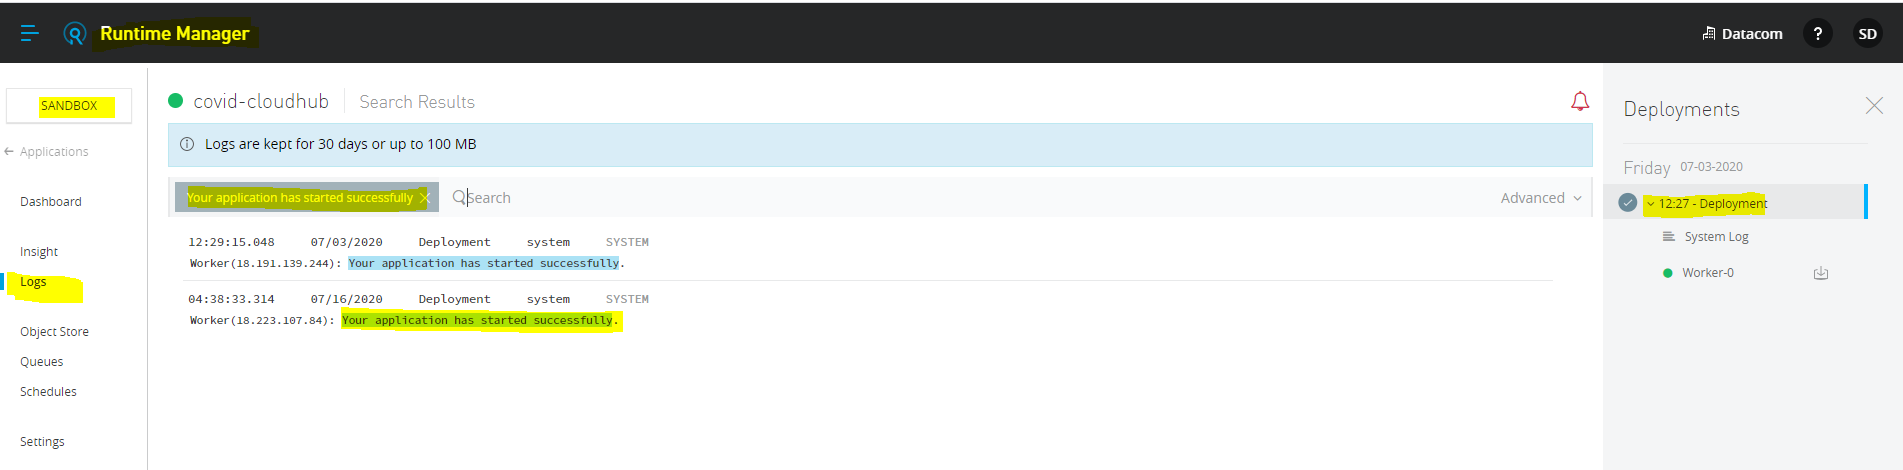 Runtime Manager
Datacom
?
SD
SANDBOX
Applications
Dashboard
Insight
Logs
Object Store
Queues
Schedules
Settings
covid-cloudhub
Search Results
Logs are kept for 30 days or up to 100 MB
Your application has started successfully
Search
Advanced
12:29:15.048 07/03/2020 Deployment system SYSTEM
Worker(18.191.139.244): Your application has started successfully.
04:38:33.314 07/16/2020 Deployment system SYSTEM
Worker(18.223.107.84): Your application has started successfully.
Deployments
Friday 07-03-2020
12:27 - Deployment
System Log
Worker-0